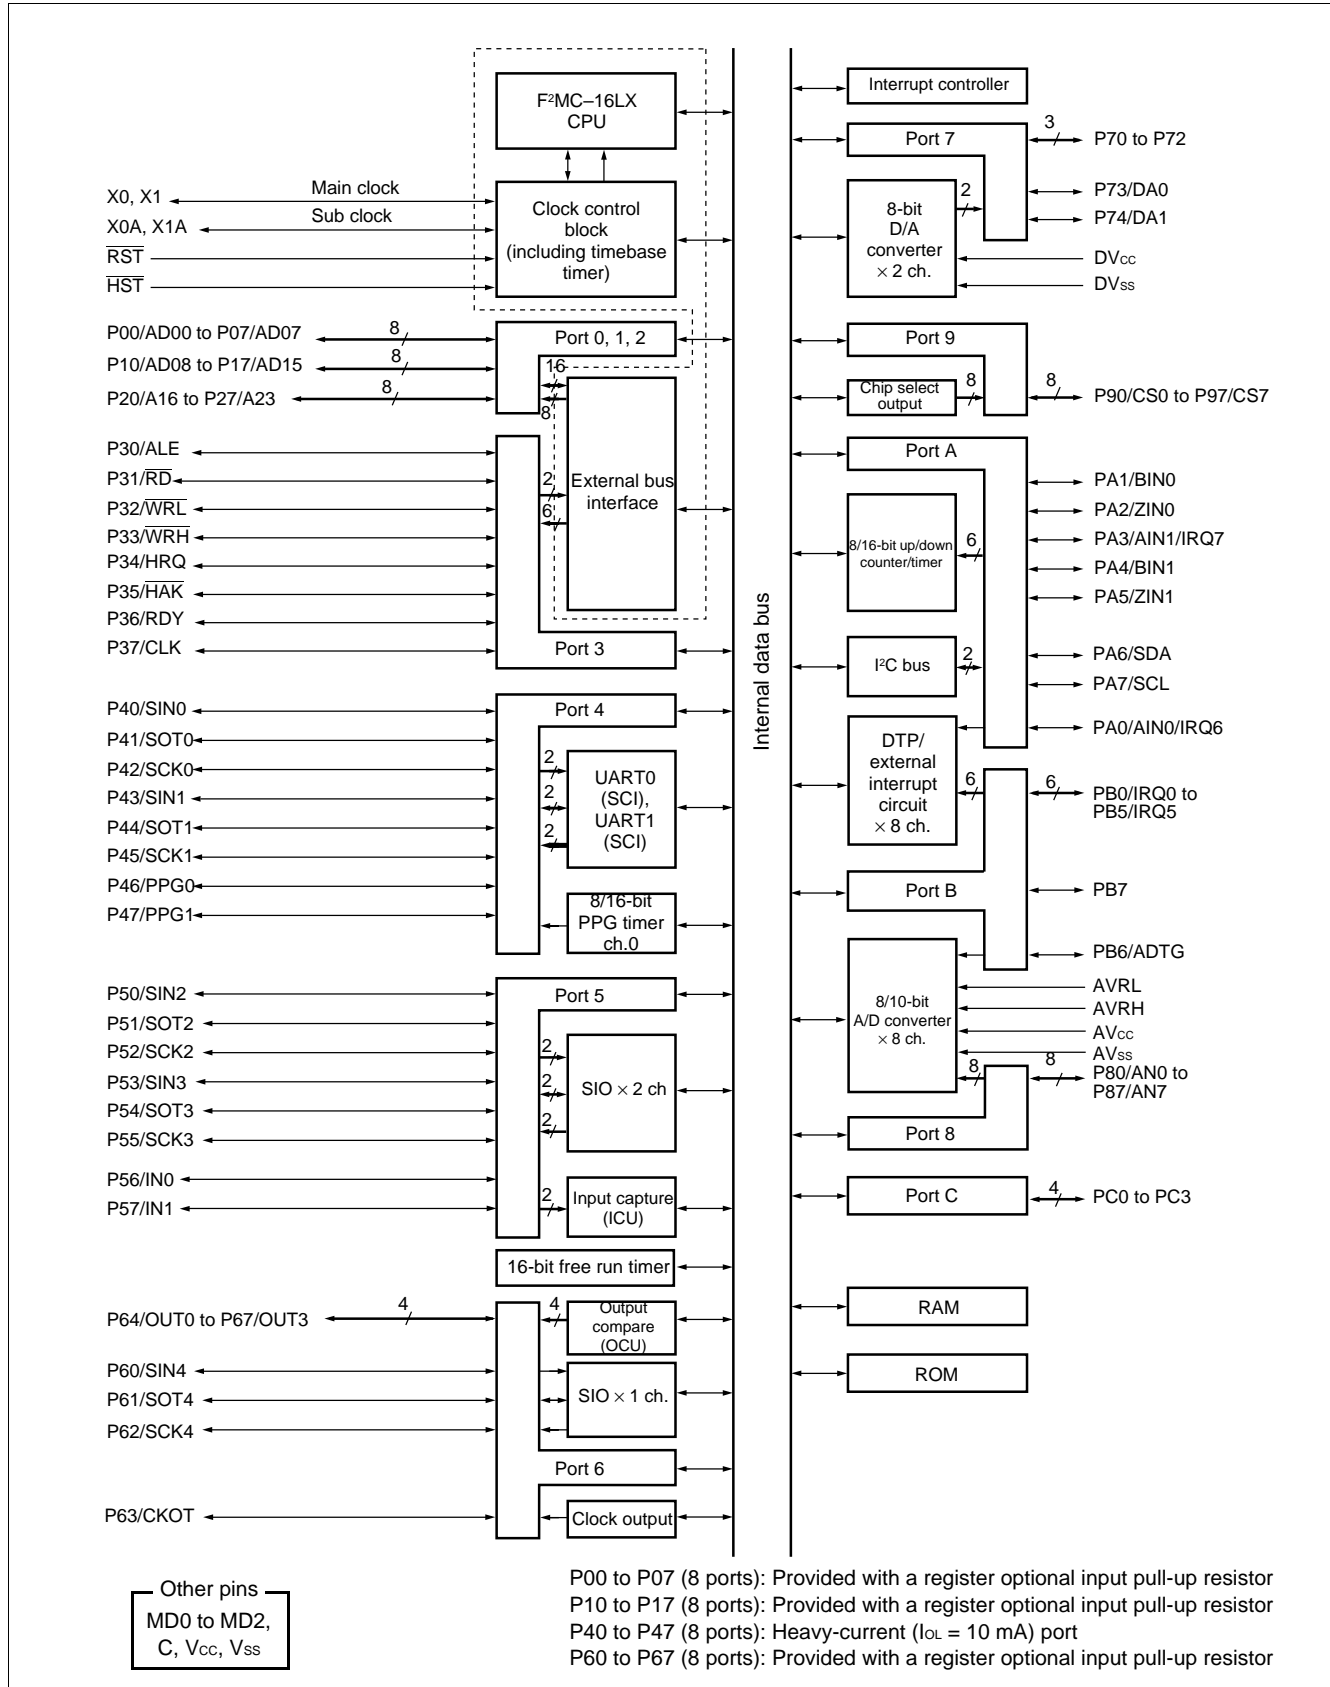 F²MC–16LX
CPU
X0, X1
Main clock
X0A, X1A
Sub clock
RST
HST
Clock control
block
(including timebase
timer)
P00/AD00 to P07/AD07
8
P10/AD08 to P17/AD15
8
P20/A16 to P27/A23
8
Port 0, 1, 2
16
8
P30/ALE
P31/RD
P32/WRL
P33/WRH
P34/HRQ
P35/HAK
P36/RDY
P37/CLK
2
6
External bus
interface
Port 3
P40/SIN0
P41/SOT0
P42/SCK0
P43/SIN1
P44/SOT1
P45/SCK1
P46/PPG0
P47/PPG1
Port 4
2
2
2
UART0
(SCI),
UART1
(SCI)
8/16-bit
PPG timer
ch.0
P50/SIN2
P51/SOT2
P52/SCK2
P53/SIN3
P54/SOT3
P55/SCK3
P56/IN0
P57/IN1
Port 5
2
2
2
SIO × 2 ch
2
Input capture
(ICU)
16-bit free run timer
P64/OUT0 to P67/OUT3
4
4
Output
compare
(OCU)
P60/SIN4
P61/SOT4
P62/SCK4
SIO × 1 ch.
Port 6
P63/CKOT
Clock output
Internal data bus
Interrupt controller
Port 7
3
P70 to P72
8-bit
D/A
converter
× 2 ch.
2
P73/DA0
P74/DA1
DVCC
DVSS
Port 9
Chip select
output
8
8
P90/CS0 to P97/CS7
Port A
PA1/BIN0
PA2/ZIN0
PA3/AIN1/IRQ7
PA4/BIN1
PA5/ZIN1
8/16-bit up/down
counter/timer
6
I²C bus
2
PA6/SDA
PA7/SCL
PA0/AIN0/IRQ6
DTP/
external
interrupt
circuit
× 8 ch.
6
6
PB0/IRQ0 to
PB5/IRQ5
Port B
PB7
PB6/ADTG
8/10-bit
A/D converter
× 8 ch.
AVRL
AVRH
AVCC
AVSS
8
8
P80/AN0 to
P87/AN7
Port 8
Port C
4
PC0 to PC3
RAM
ROM
Other pins
MD0 to MD2,
C, VCC, VSS
P00 to P07 (8 ports): Provided with a register optional input pull-up resistor
P10 to P17 (8 ports): Provided with a register optional input pull-up resistor
P40 to P47 (8 ports): Heavy-current (IOL = 10 mA) port
P60 to P67 (8 ports): Provided with a register optional input pull-up resistor